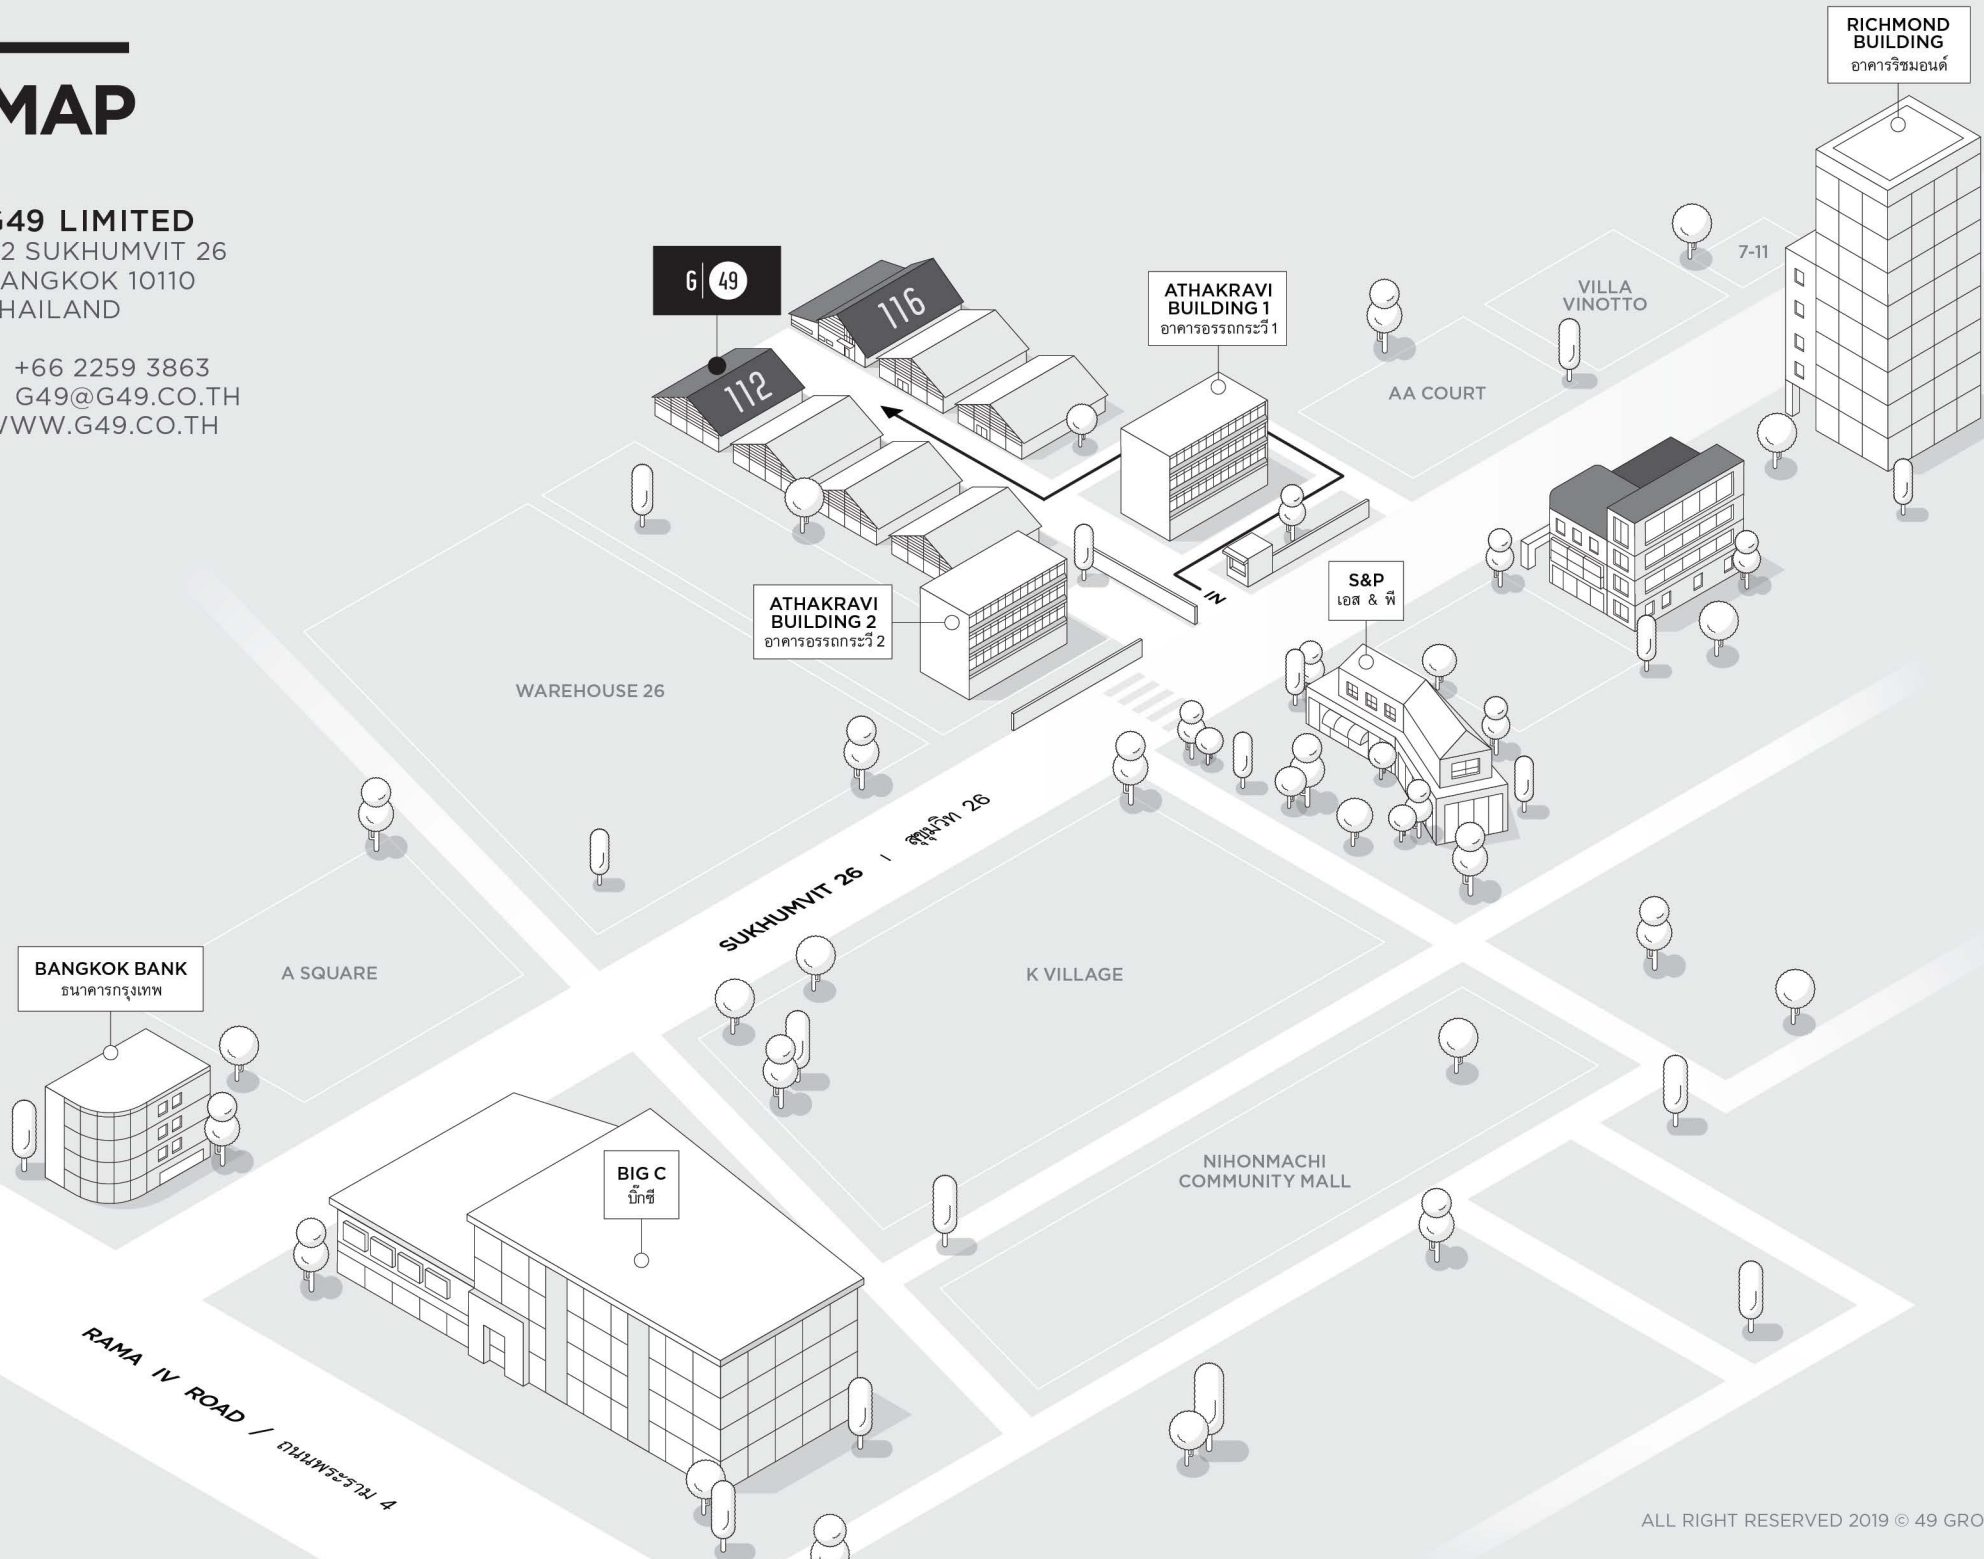 MAP
G49 LIMITED
2 SUKHUMVIT 26
ANGKOK 10110
HAILAND
+66 2259 3863
G49@G49.CO.TH
WWW.G49.CO.TH
RICHMOND
BUILDING
อาคารริชมอนด์
7-11
VILLA
VINOTTO
G 49
116
112
ATHAKRAVI
BUILDING 1
อาคารอรรถกระวี 1
AA COURT
IN
S&P
เอส & พี
ATHAKRAVI
BUILDING 2
อาคารอรรถกระวี 2
WAREHOUSE 26
SUKHUMVIT 26 | สุขุมวิท 26
BANGKOK BANK
ธนาคารกรุงเทพ
A SQUARE
K VILLAGE
BIG C
บิ๊กซี
NIHONMACHI
COMMUNITY MALL
RAMA IV ROAD / ถนนพระราม 4
ALL RIGHT RESERVED 2019 © 49 GRO